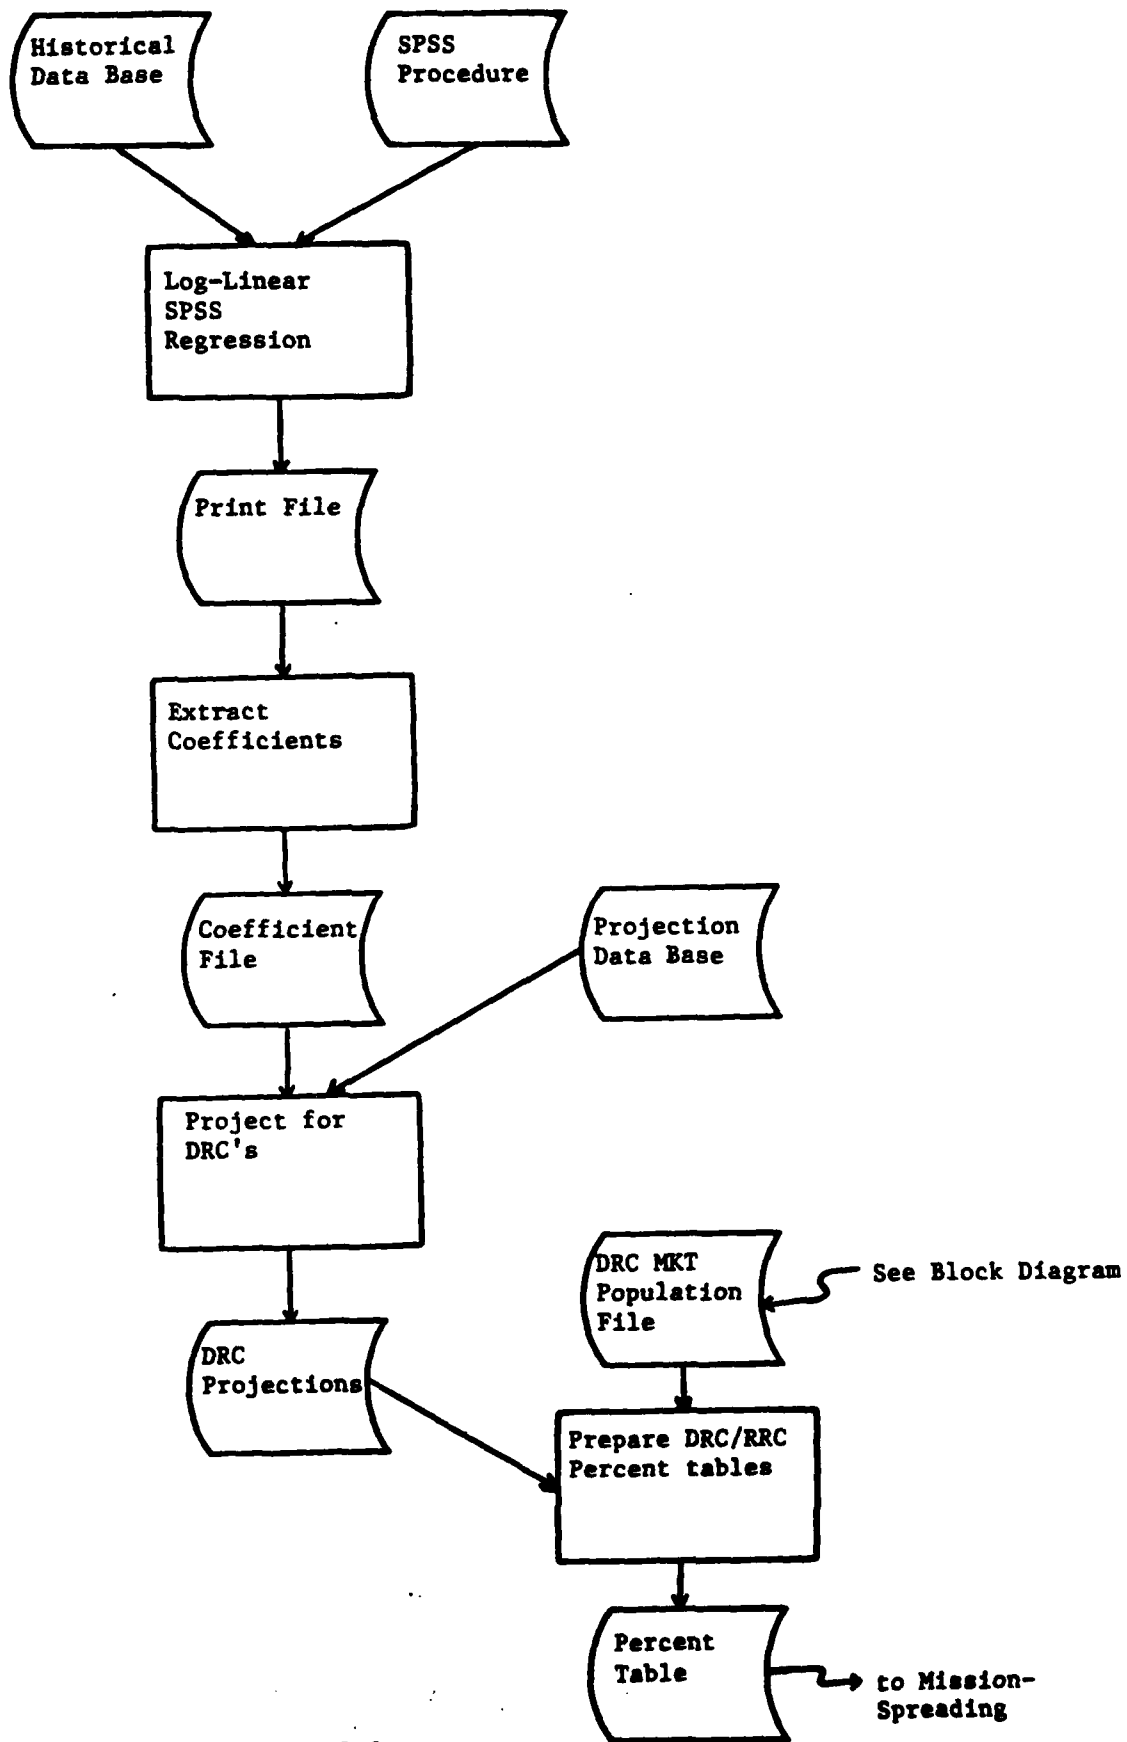 Historical
Data Base
SPSS
Procedure
Log-Linear
SPSS
Regression
Print File
Extract
Coefficients
Coefficient
File
Projection
Data Base
Project for
DRC's
DRC MKT
Population
File
See Block Diagram
DRC
Projections
Prepare DRC/RRC
Percent tables
Percent
Table
to Mission-
Spreading